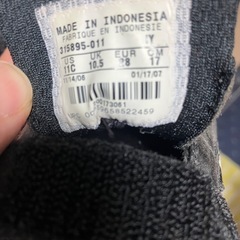 MADE IN INDONESIA
FABRIQUE EN INDONESIE
315895-011
US UK EUR CM
11C 10.5 28 17
01/17/07